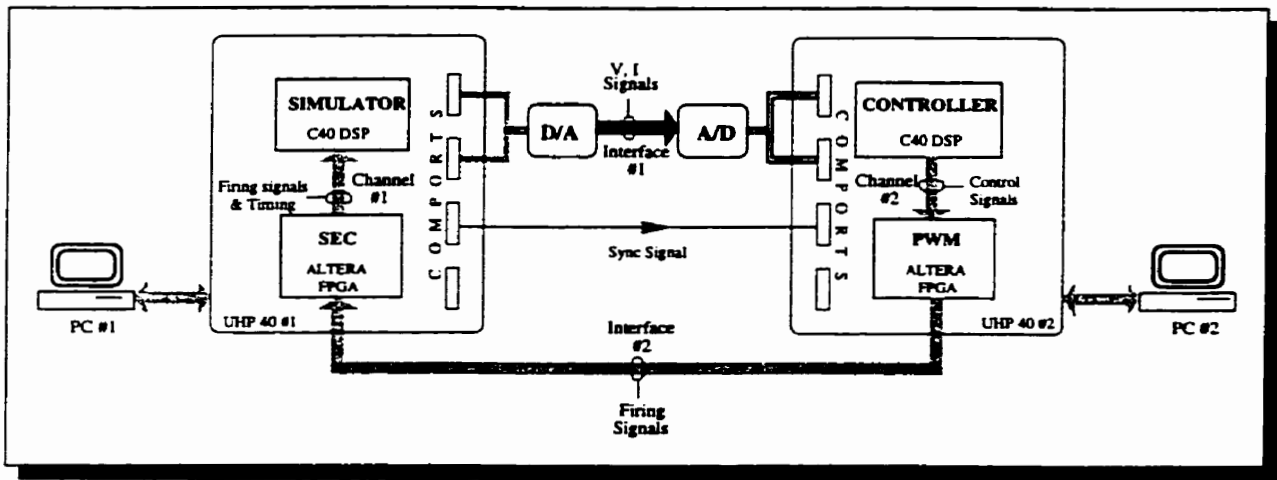 V, I
Signals
SIMULATOR
C40 DSP
COMPORTS
D/A
A/D
Interface
#1
COMPORTS
CONTROLLER
C40 DSP
Firing signals
& Timing
Channel
#1
Channel
#2
Control
Signals
SEC
ALTERA
FPGA
Sync Signal
PWM
ALTERA
FPGA
PC #1
UHP 40 #1
UHP 40 #2
PC #2
Interface
#2
Firing
Signals